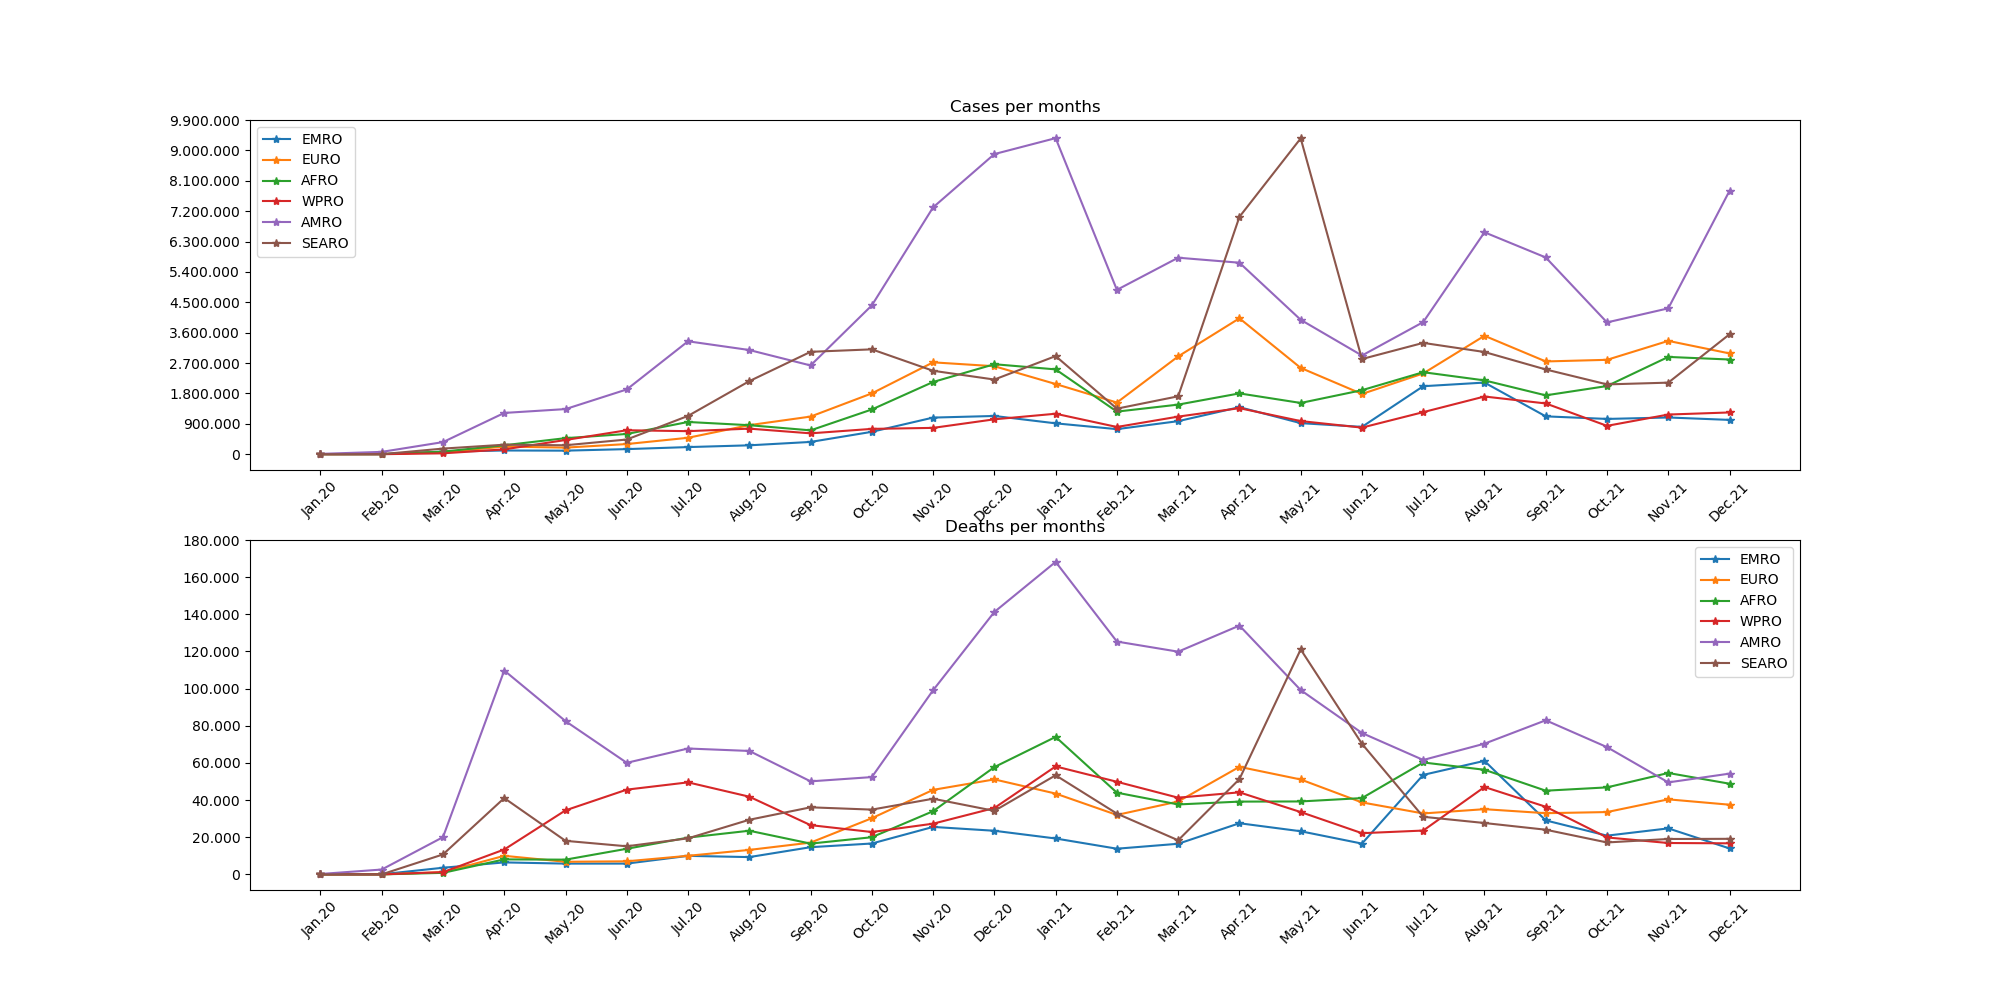 Cases per months
9.900.000
9.000.000
8.100.000
7.200.000
6.300.000
5.400.000
4.500.000
3.600.000
2.700.000
1.800.000
900.000
0
EMRO
EURO
AFRO
WPRO
AMRO
SEARO
Jan.20 Feb.20 Mar.20 Apr.20 May.20 Jun.20 Jul.20 Aug.20 Sep.20 Oct.20 Nov.20 Dec.20 Jan.21 Feb.21 Mar.21 Apr.21 May.21 Jun.21 Jul.21 Aug.21 Sep.21 Oct.21 Nov.21 Dec.21
Deaths per months
180.000
160.000
140.000
120.000
100.000
80.000
60.000
40.000
20.000
0
EMRO
EURO
AFRO
WPRO
AMRO
SEARO
Jan.20 Feb.20 Mar.20 Apr.20 May.20 Jun.20 Jul.20 Aug.20 Sep.20 Oct.20 Nov.20 Dec.20 Jan.21 Feb.21 Mar.21 Apr.21 May.21 Jun.21 Jul.21 Aug.21 Sep.21 Oct.21 Nov.21 Dec.21